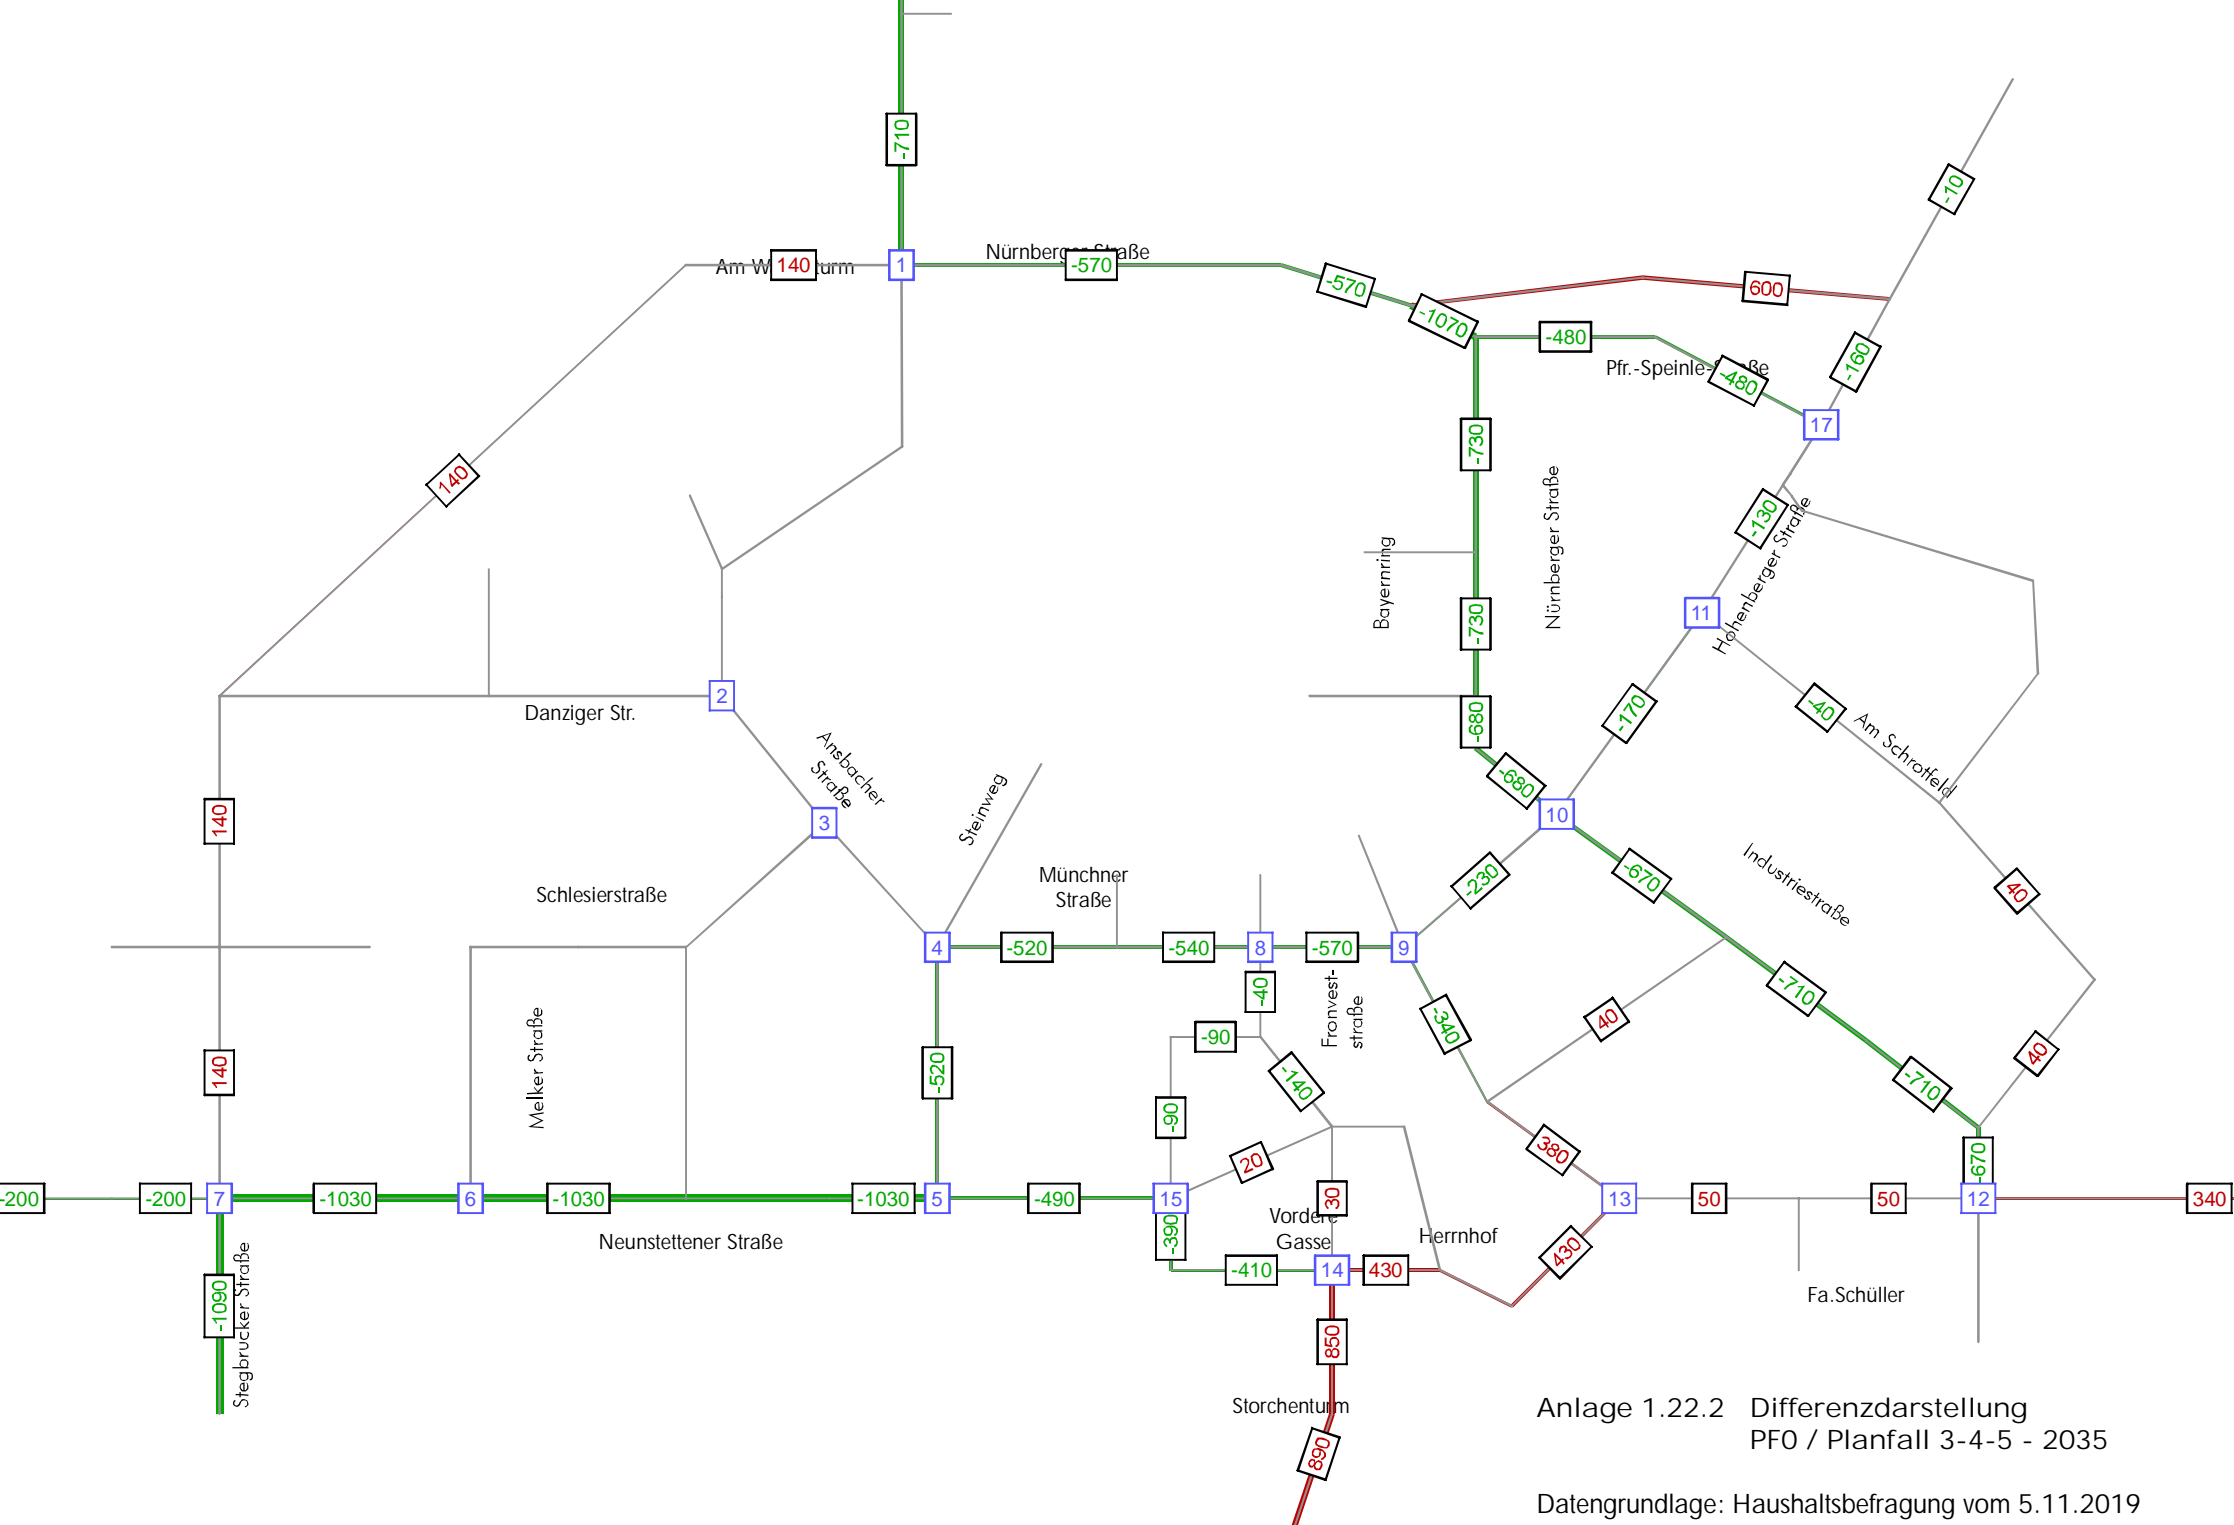 -710
-10
Nürnberger Straße
Am W turm
140
1
-570
-570
-1070
600
-480
-160
Pfr.-Speinle-Straße
-480
17
-730
140
Nürnberger Straße
-130
Hohenberger Straße
Bayernring
-730
11
2
Danziger Str.
-680
-170
-40
Am Schrotfeld
Ansbacher
Straße
-680
140
3
Steinweg
10
Münchner
Straße
Schlesierstraße
-230
-670
Industriestraße
40
4
-520
-540
8
-570
9
-40
Fronvest-
straße
-340
40
-710
Melker Straße
-90
140
-520
-140
-710
40
-90
20
380
-670
-200
-200
7
-1030
6
-1030
-1030
5
-490
15
30
13
50
50
12
340
Vordere
Gasse
-390
Herrnhof
Neunstettener Straße
430
-410
14
430
Stegbrucker Straße
-1090
Fa.Schüller
850
Storchenturm
890
Anlage 1.22.2 Differenzdarstellung
PF0 / Planfall 3-4-5 - 2035
Datengrundlage: Haushaltsbefragung vom 5.11.2019